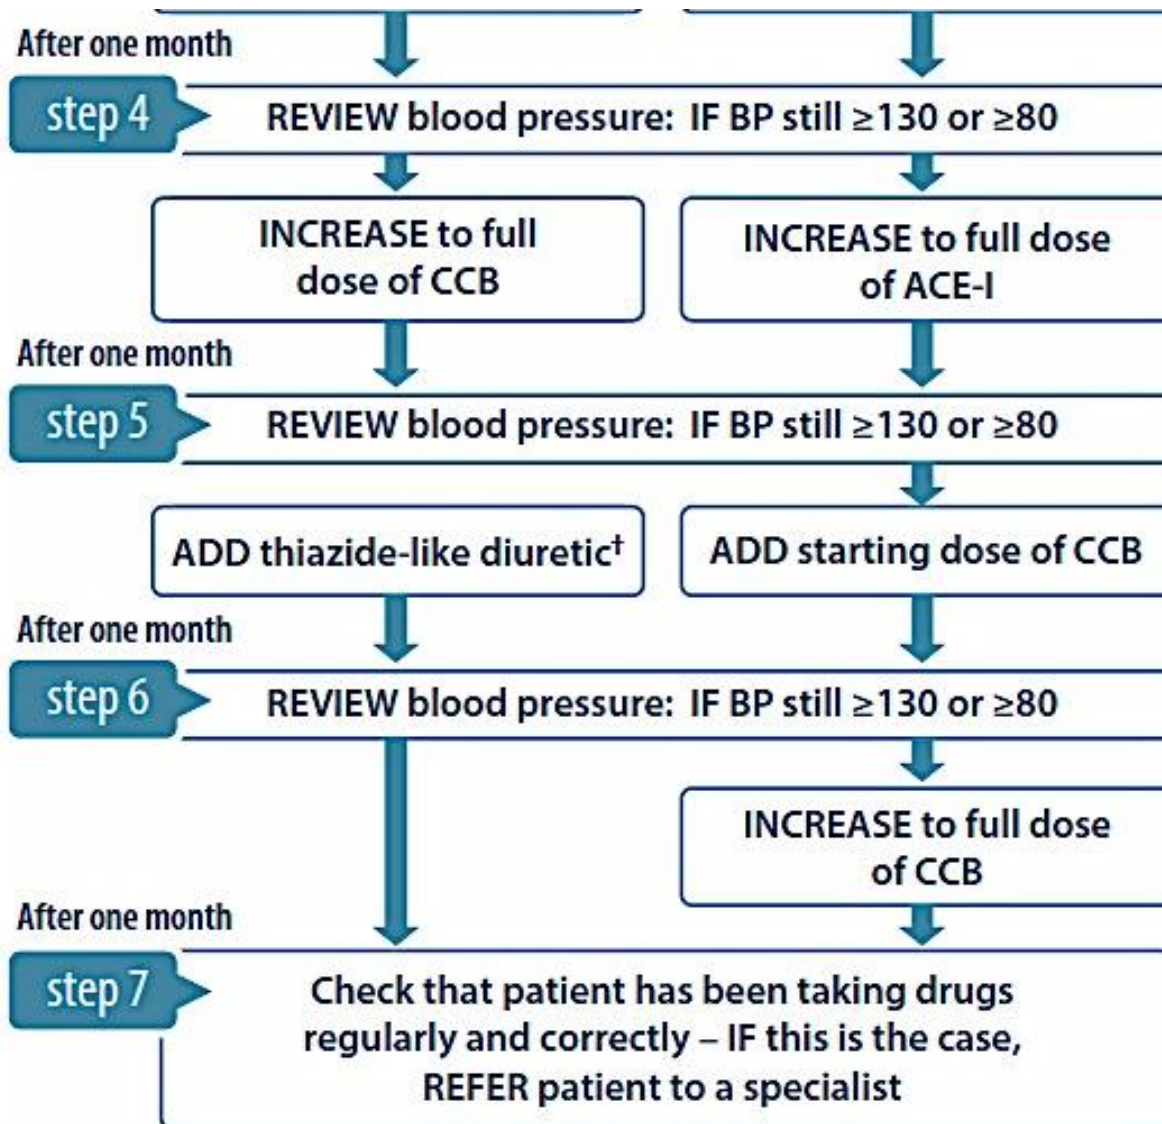 After one month
step 4
REVIEW blood pressure: IF BP still ≥130 or ≥80
INCREASE to full
dose of CCB
INCREASE to full dose
of ACE-I
After one month
step 5
REVIEW blood pressure: IF BP still ≥130 or ≥80
ADD thiazide-like diuretic†
ADD starting dose of CCB
After one month
step 6
REVIEW blood pressure: IF BP still ≥130 or ≥80
INCREASE to full dose
of CCB
After one month
step 7
Check that patient has been taking drugs
regularly and correctly – IF this is the case,
REFER patient to a specialist